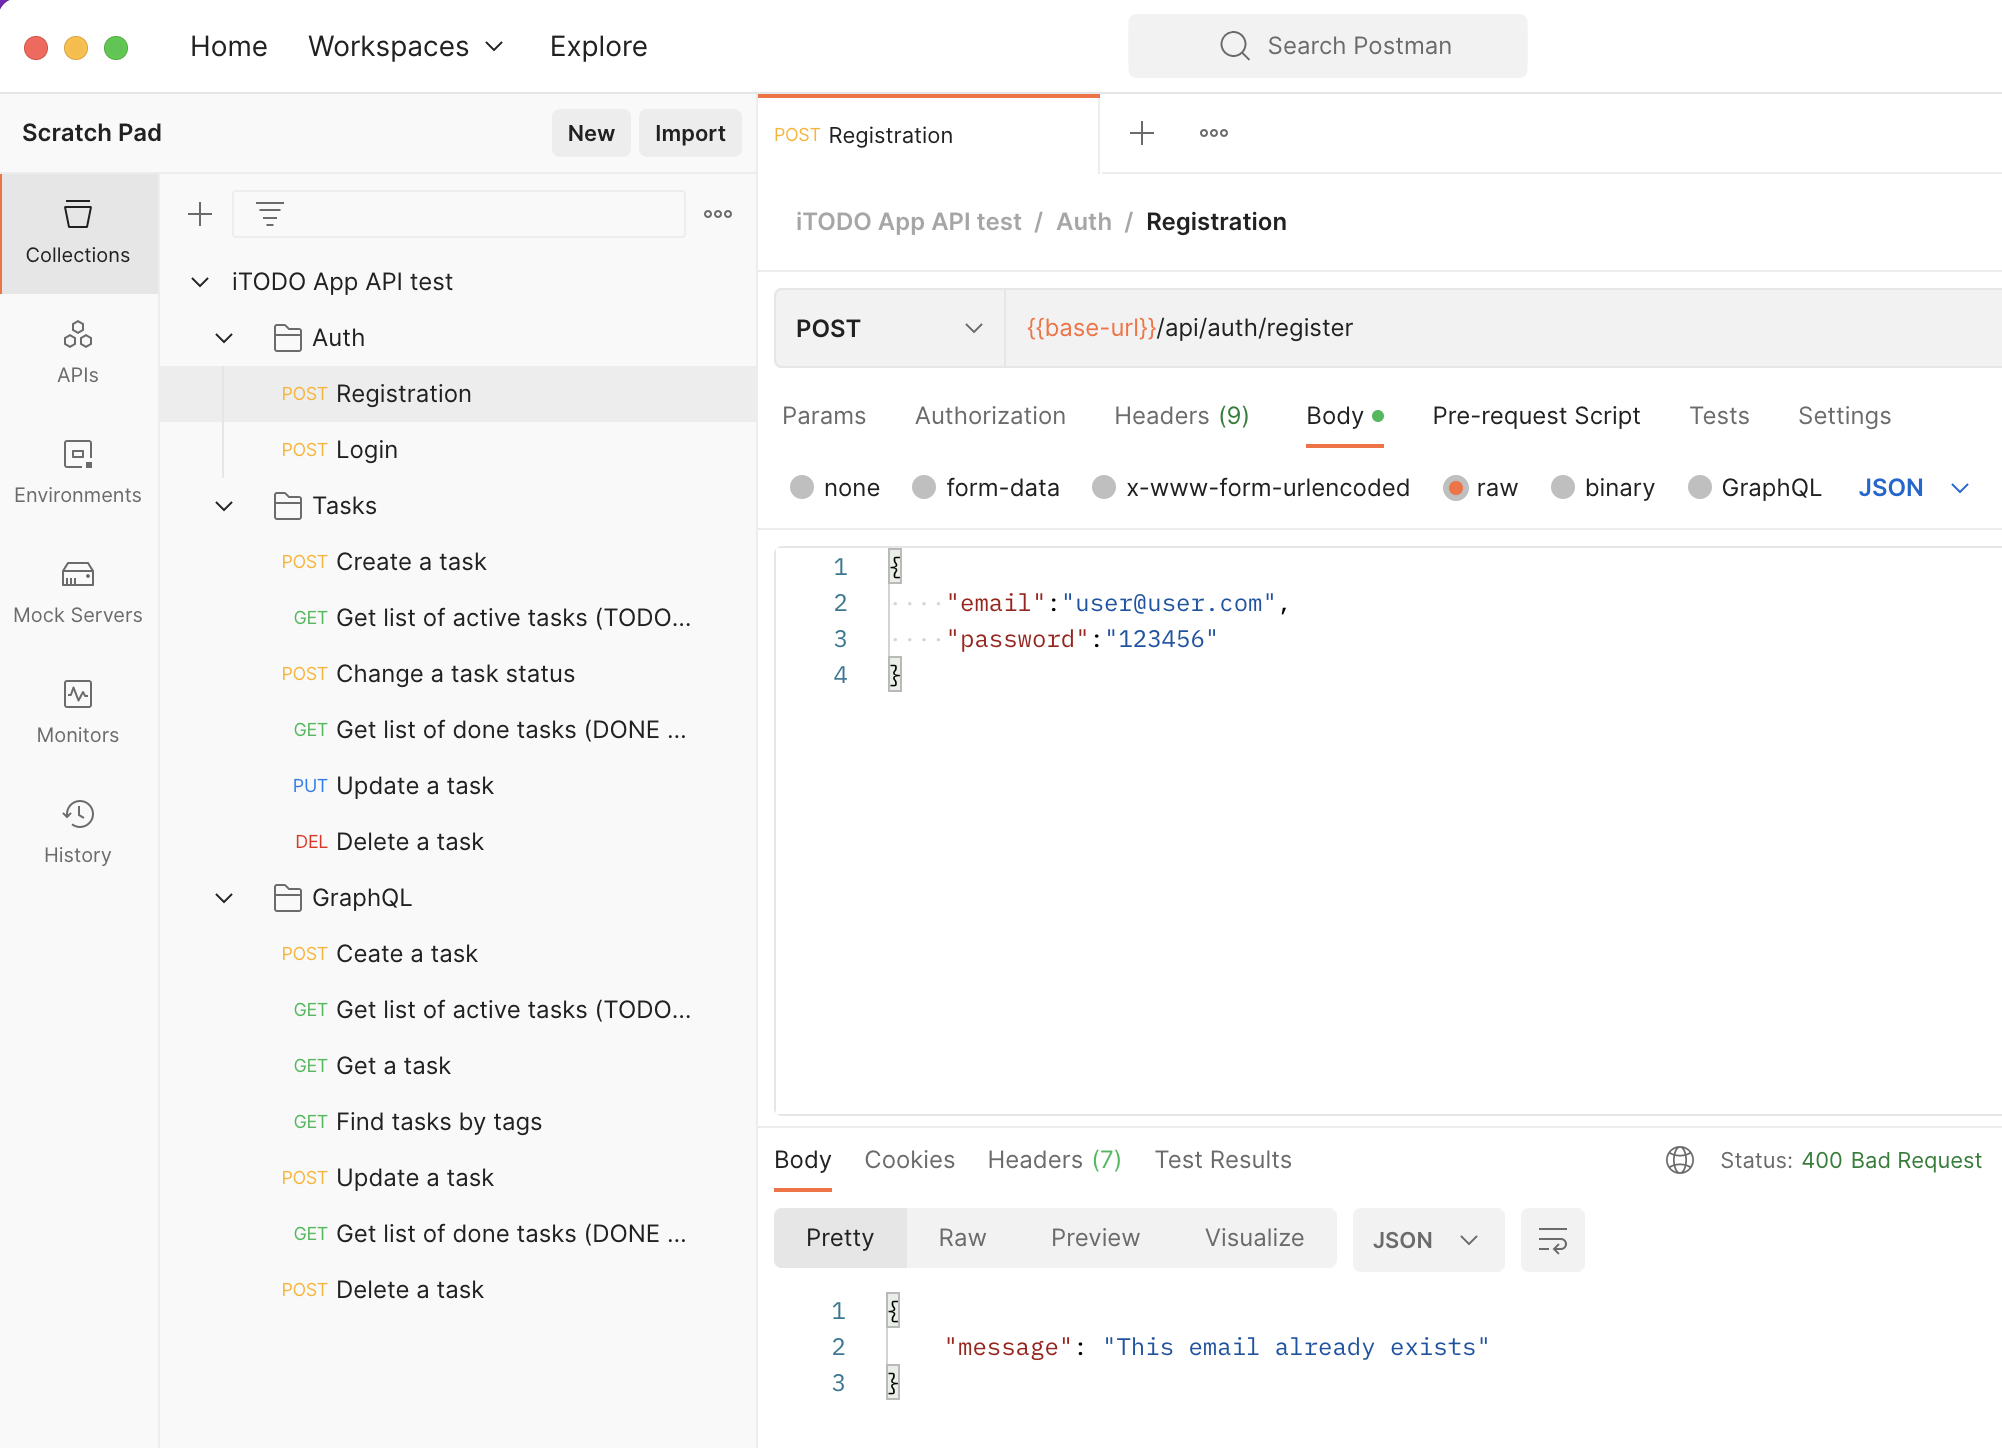 Home Workspaces Explore Search Postman
Scratch Pad New Import
POST Registration
Collections
APIs
Environments
Mock Servers
Monitors
History
iTODO App API test
Auth
POST Registration
POST Login
Tasks
POST Create a task
GET Get list of active tasks (TODO...
POST Change a task status
GET Get list of done tasks (DONE ...
PUT Update a task
DEL Delete a task
GraphQL
POST Ceate a task
GET Get list of active tasks (TODO...
GET Get a task
GET Find tasks by tags
POST Update a task
GET Get list of done tasks (DONE ...
POST Delete a task
iTODO App API test / Auth / Registration
POST {{base-url}}/api/auth/register
Params Authorization Headers (9) Body Pre-request Script Tests Settings
none form-data x-www-form-urlencoded raw binary GraphQL JSON
1 {
2 "email":"user@user.com",
3 "password":"123456"
4 }
Body Cookies Headers (7) Test Results Status: 400 Bad Request
Pretty Raw Preview Visualize JSON
1 {
2 "message": "This email already exists"
3 }